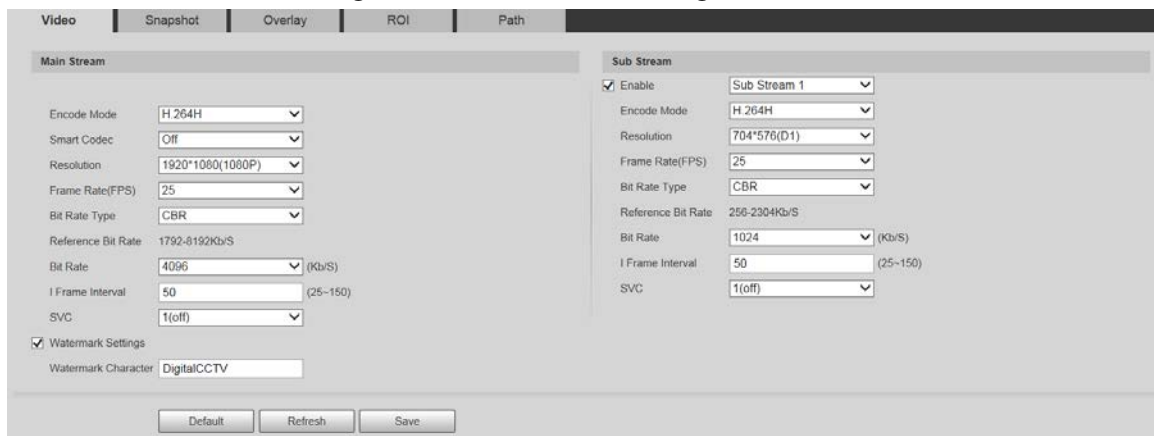 Video Snapshot Overlay ROI Path
Main Stream
Encode Mode H.264H
Smart Codec Off
Resolution 1920*1080(1080P)
Frame Rate(FPS) 25
Bit Rate Type CBR
Reference Bit Rate 1792-8192Kb/S
Bit Rate 4096 (Kb/S)
I Frame Interval 50 (25~150)
SVC 1(off)
Watermark Settings
Watermark Character DigitalCCTV
Sub Stream
Enable Sub Stream 1
Encode Mode H.264H
Resolution 704*576(D1)
Frame Rate(FPS) 25
Bit Rate Type CBR
Reference Bit Rate 256-2304Kb/S
Bit Rate 1024 (Kb/S)
I Frame Interval 50 (25~150)
SVC 1(off)
Default Refresh Save